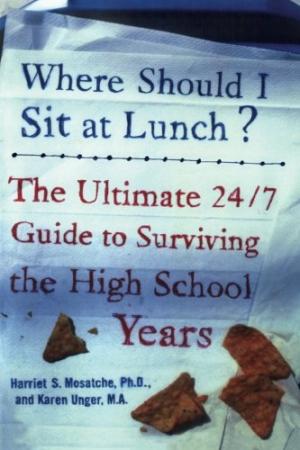 Where Should I
Sit at Lunch?
The Ultimate 24/7
Guide to Surviving
the High School
Years
Harriet S. Mosatche, Ph.D.,
and Karen Unger, M.A.